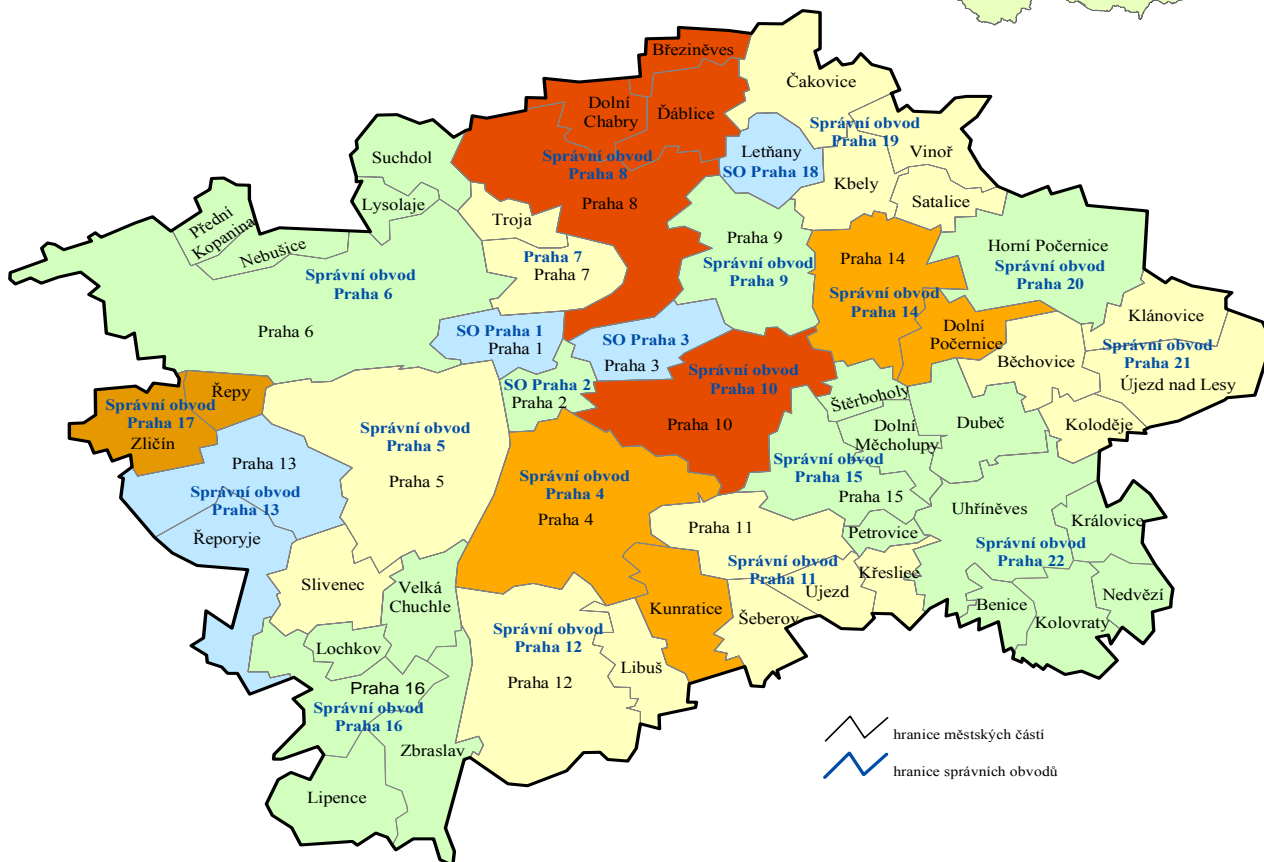 Březiněves
Čakovice
Dolní
Chabry
Ďáblice
Správní obvod
Praha 19
Letňany
SO Praha 18
Vinoř
Suchdol
Správní obvod
Praha 8
Kbely
Lysolaje
Satalice
Praha 8
Přední
Kopanina
Troja
Nebušice
Praha 9
Horní Počernice
Praha 7
Praha 7
Správní obvod
Praha 9
Praha 14
Správní obvod
Praha 20
Správní obvod
Praha 6
Správní obvod
Praha 14
Klánovice
Praha 6
SO Praha 1
Praha 1
SO Praha 3
Praha 3
Dolní
Počernice
Běchovice
Správní obvod
Praha 21
Správní obvod
Praha 10
Újezd nad Lesy
SO Praha 2
Praha 2
Řepy
Správní obvod
Praha 17
Zličín
Štěrboholy
Praha 10
Dolní
Měcholupy
Dubeč
Koloděje
Správní obvod
Praha 5
Praha 13
Praha 5
Správní obvod
Praha 4
Správní obvod
Praha 15
Správní obvod
Praha 13
Praha 15
Praha 4
Uhříněves
Řeporyje
Praha 11
Petrovice
Královice
Správní obvod
Praha 22
Správní obvod
Praha 11
Křeslice
Slivenec
Velká
Chuchle
Újezd
Kunratice
Šeberov
Benice
Nedvězí
Kolovraty
Správní obvod
Praha 12
Lochkov
Libuš
Praha 12
Praha 16
Správní obvod
Praha 16
Zbraslav
hranice městských částí
hranice správních obvodů
Lipence